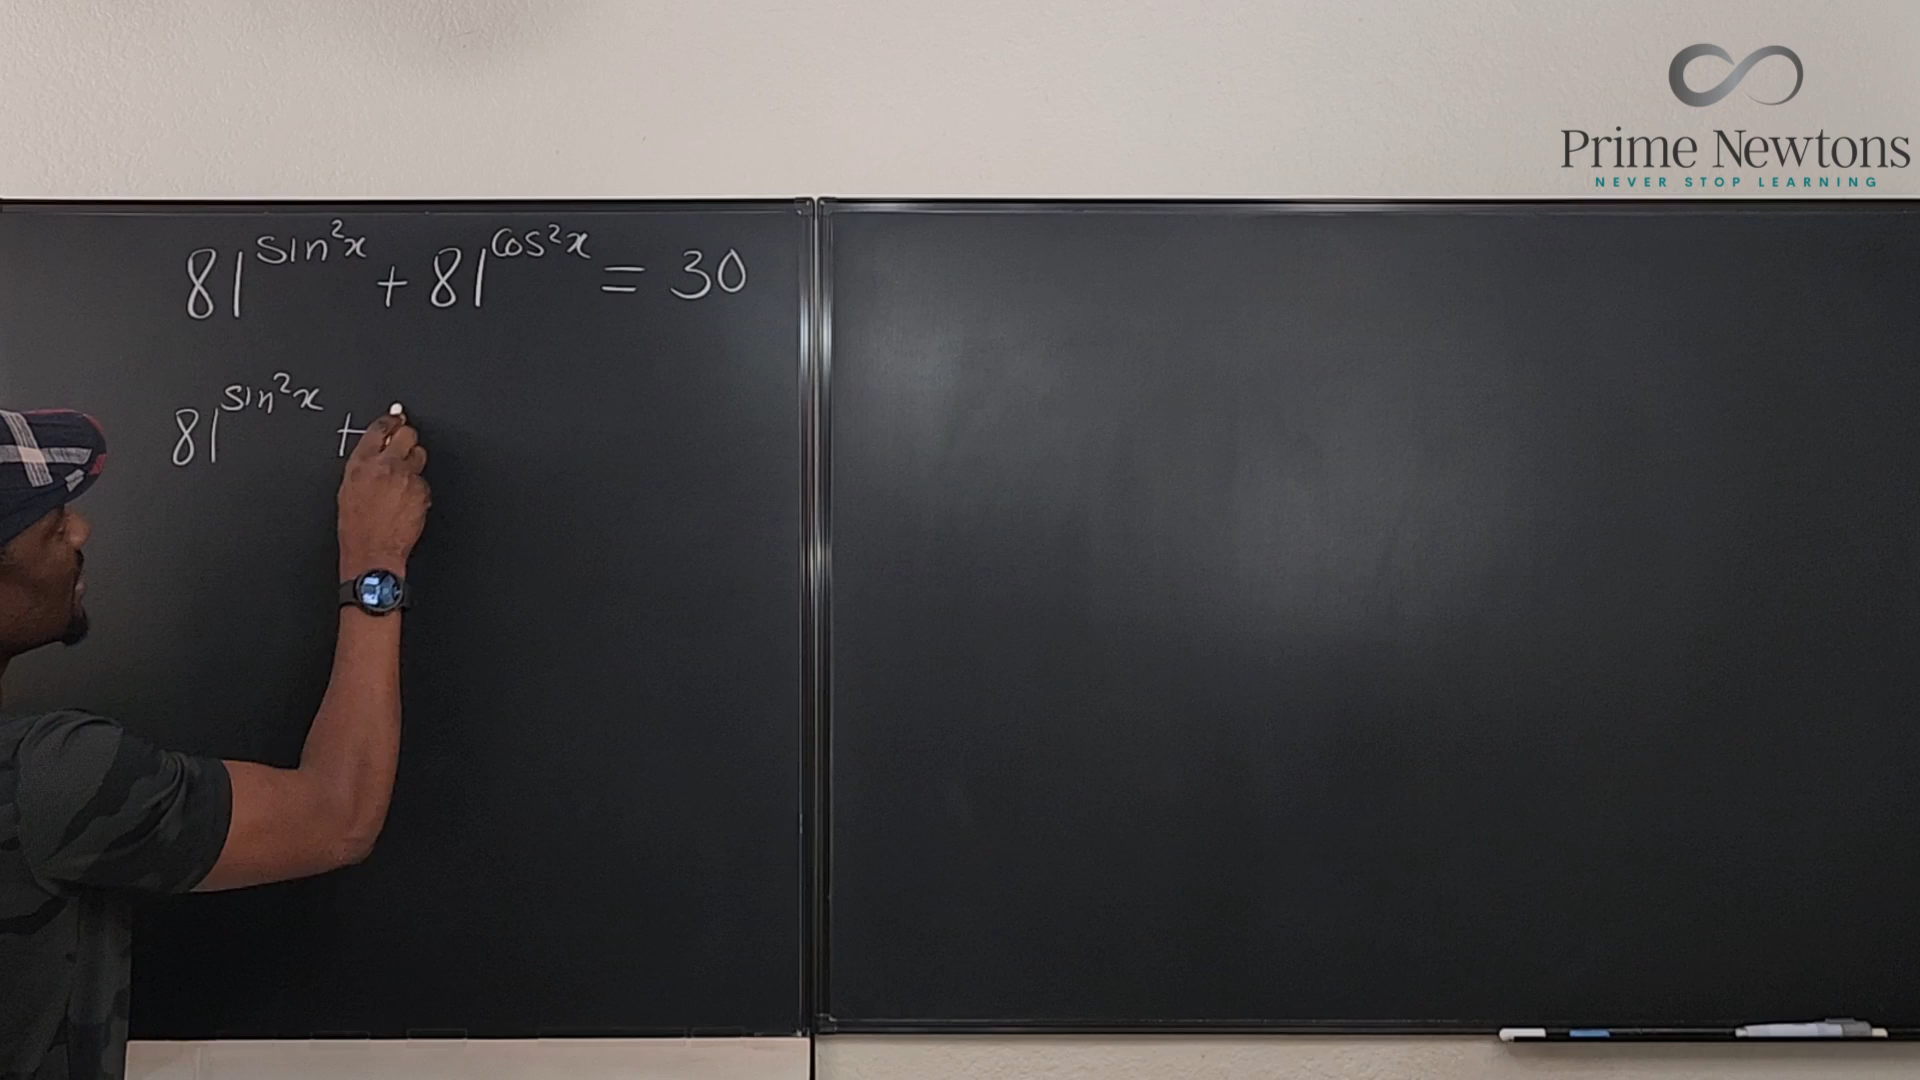 Prime Newtons
NEVER STOP LEARNING
81^sin²x + 81^cos²x = 30
81^sin²x +